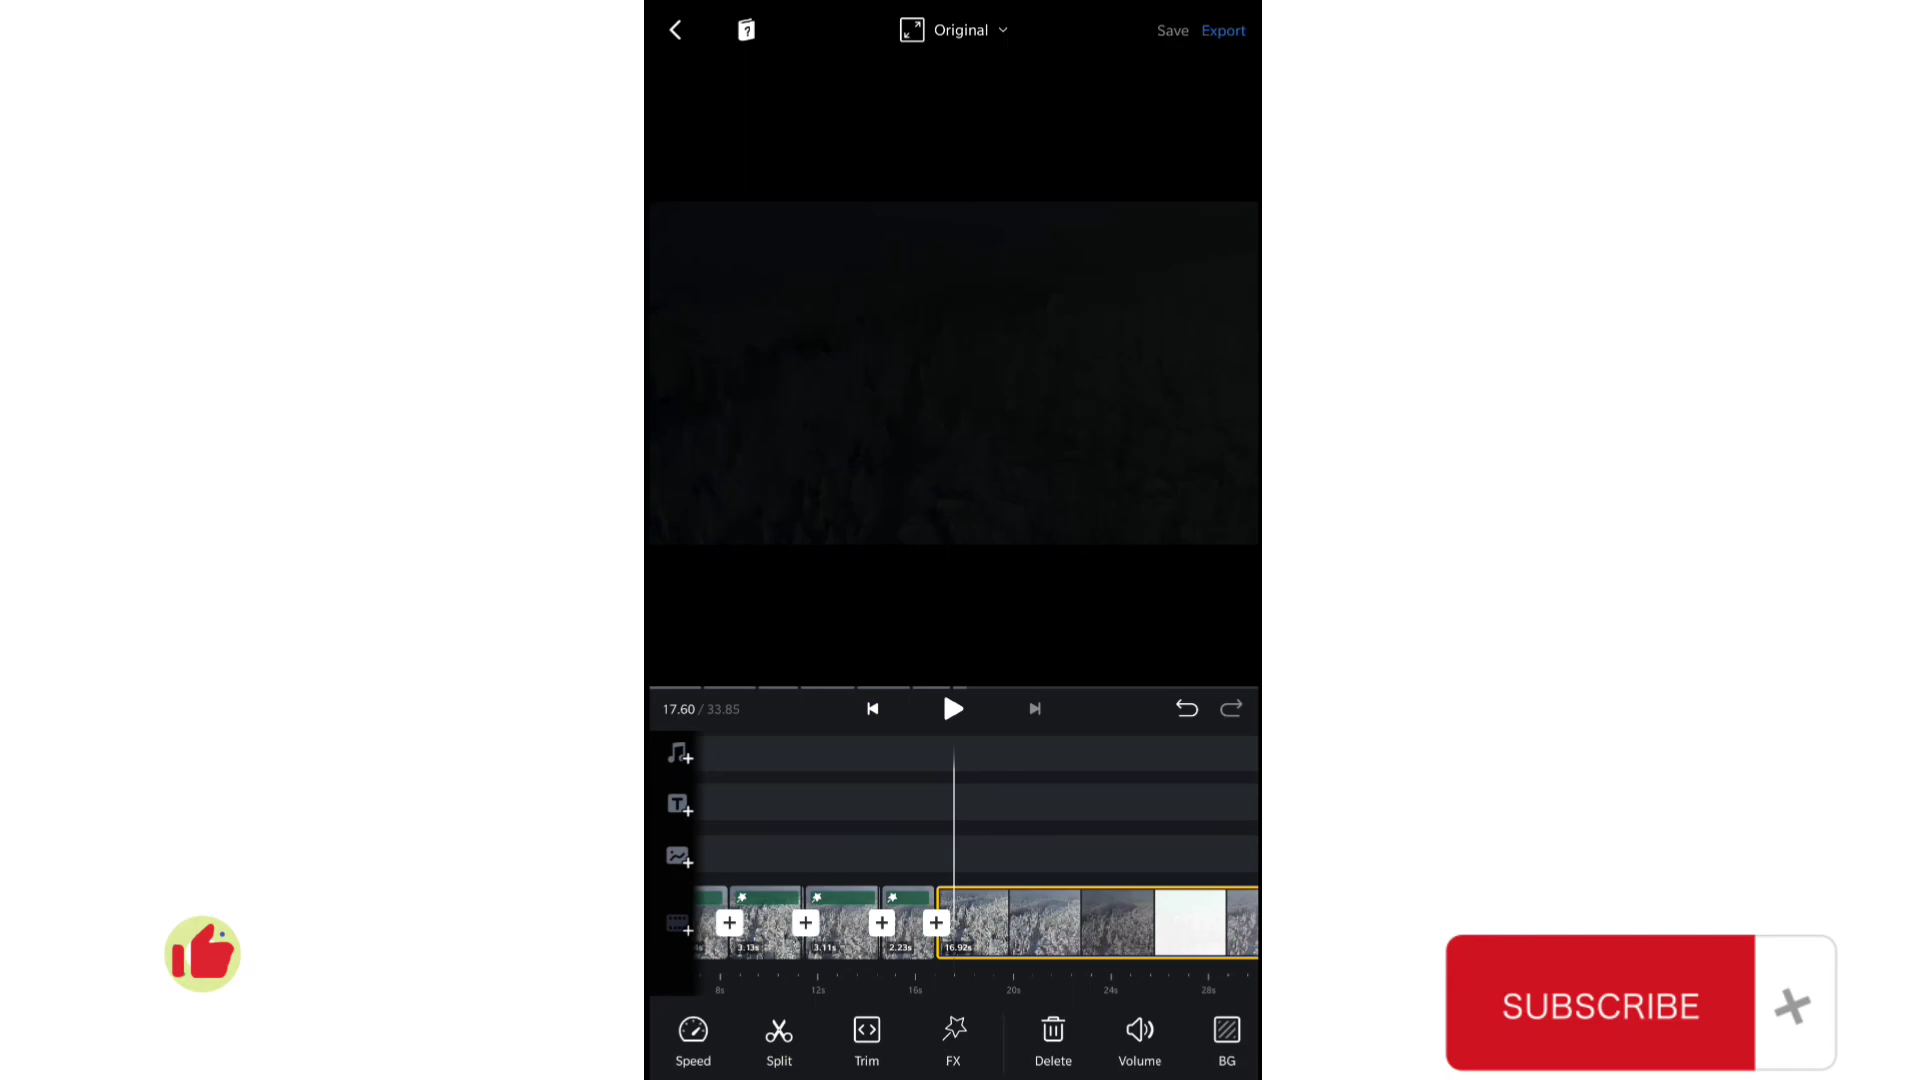 ?
Original
Save Export
17.60 / 33.85
T
3.13s 3.11s 2.23s 16.92s
8s 12s 16s 20s 24s 28s
Speed Split Trim FX Delete Volume BG
SUBSCRIBE